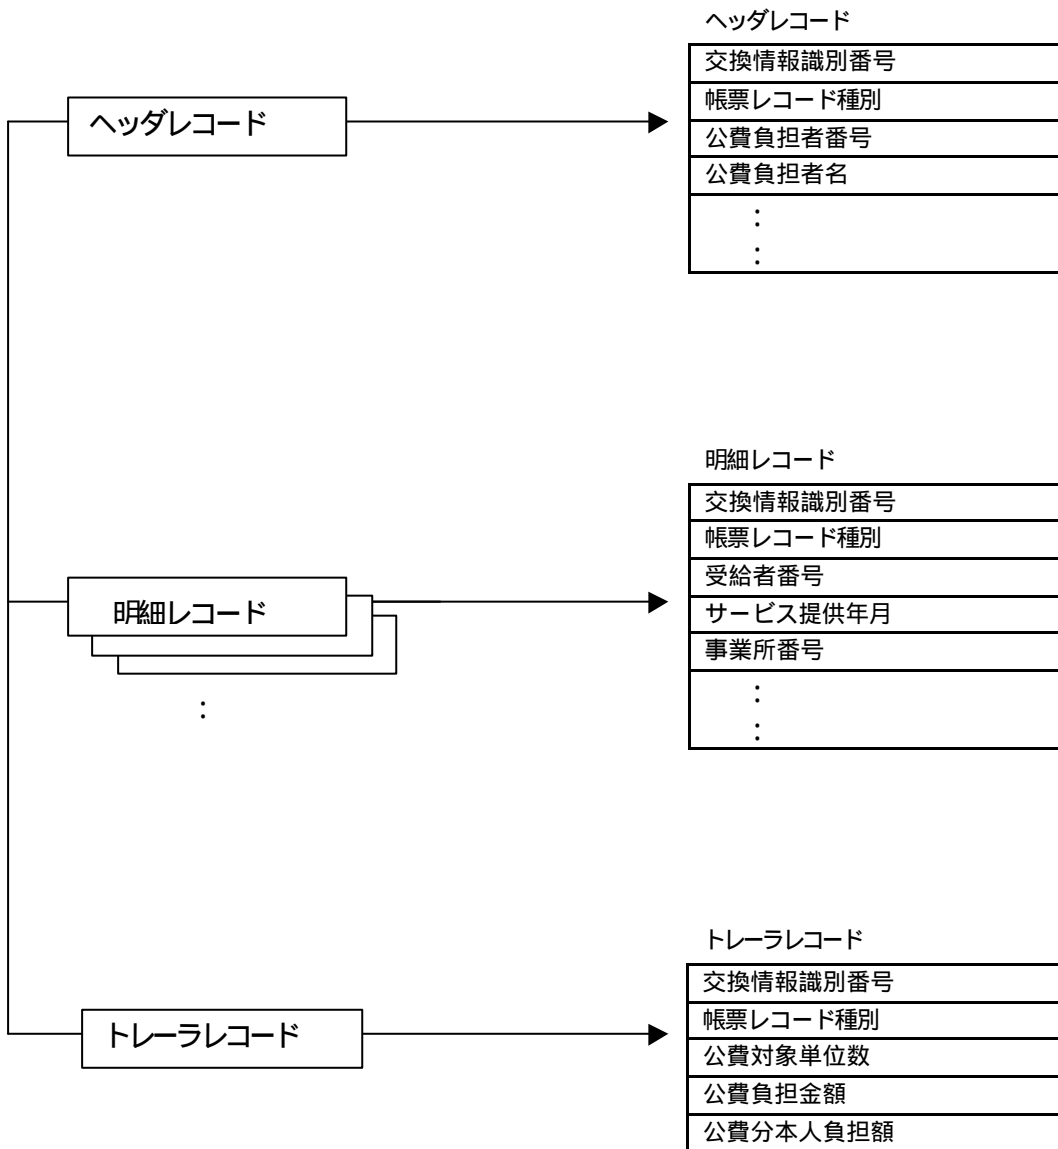 ヘッダレコード
交換情報識別番号
帳票レコード種別
公費負担者番号
公費負担者名
：
：
ヘッダレコード
明細レコード
交換情報識別番号
帳票レコード種別
受給者番号
サービス提供年月
事業所番号
：
：
明細レコード
：
トレーラレコード
交換情報識別番号
帳票レコード種別
公費対象単位数
公費負担金額
公費分本人負担額
トレーラレコード